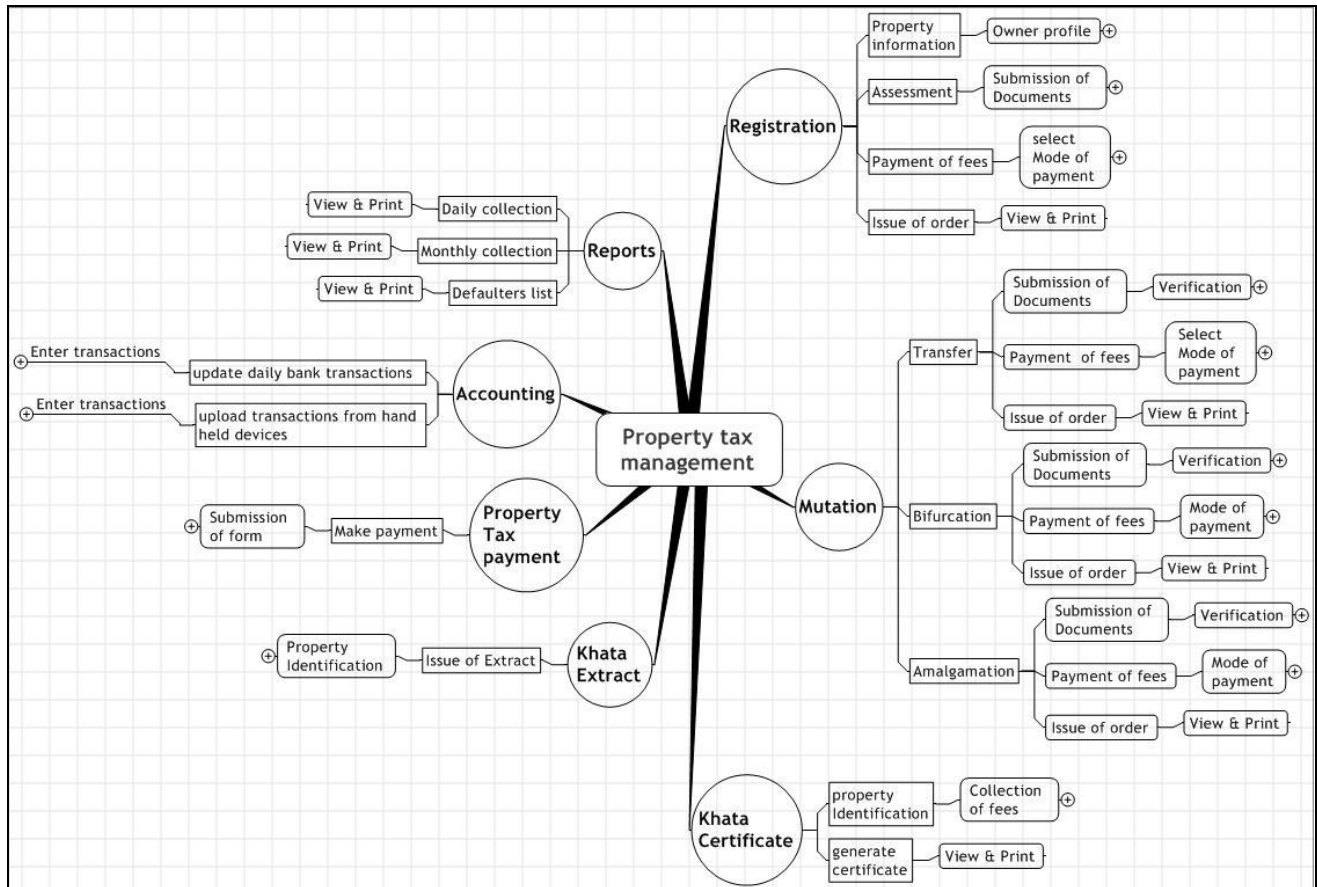 Property tax
management
Registration
Property
information
Owner profile
Assessment
Submission of
Documents
Payment of fees
select
Mode of
payment
Issue of order
View & Print
Mutation
Transfer
Submission of
Documents
Verification
Payment of fees
Select
Mode of
payment
Issue of order
View & Print
Bifurcation
Submission of
Documents
Verification
Payment of fees
Mode of
payment
Issue of order
View & Print
Amalgamation
Submission of
Documents
Verification
Payment of fees
Mode of
payment
Issue of order
View & Print
Khata
Certificate
property
Identification
Collection
of fees
generate
certificate
View & Print
Reports
Daily collection
View & Print
Monthly collection
View & Print
Defaulters list
View & Print
Accounting
update daily bank transactions
Enter transactions
upload transactions from hand
held devices
Enter transactions
Property
Tax
payment
Make payment
Submission
of form
Khata
Extract
Issue of Extract
Property
Identification